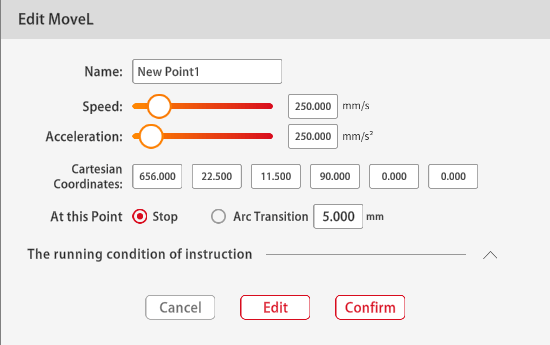 Edit MoveL
Name: New Point1
Speed: 250.000 mm/s
Acceleration: 250.000 mm/s²
Cartesian
Coordinates: 656.000 22.500 11.500 90.000 0.000 0.000
At this Point Stop Arc Transition 5.000 mm
The running condition of instruction
Cancel Edit Confirm